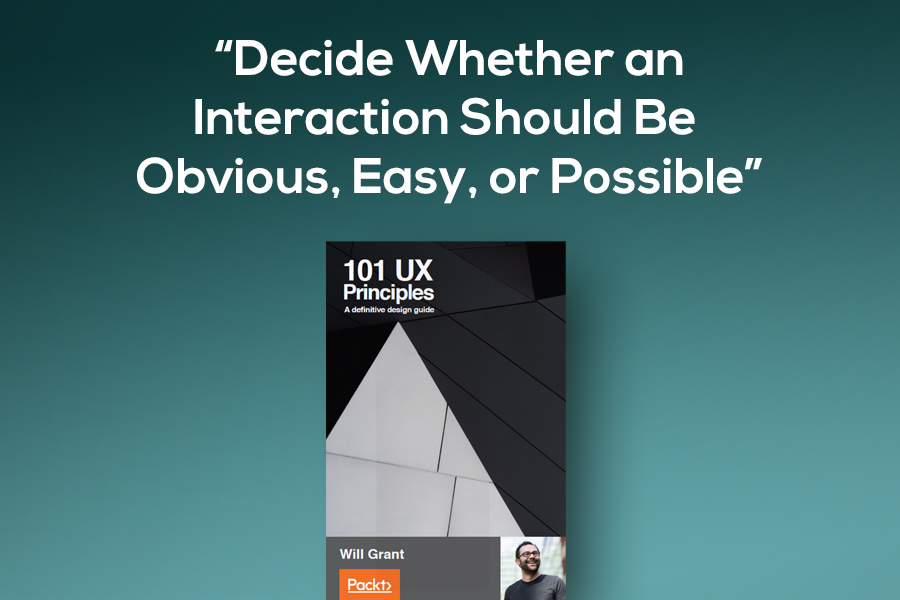 “Decide Whether an
Interaction Should Be
Obvious, Easy, or Possible”
101 UX
Principles
A definitive design guide
Will Grant
Packt>